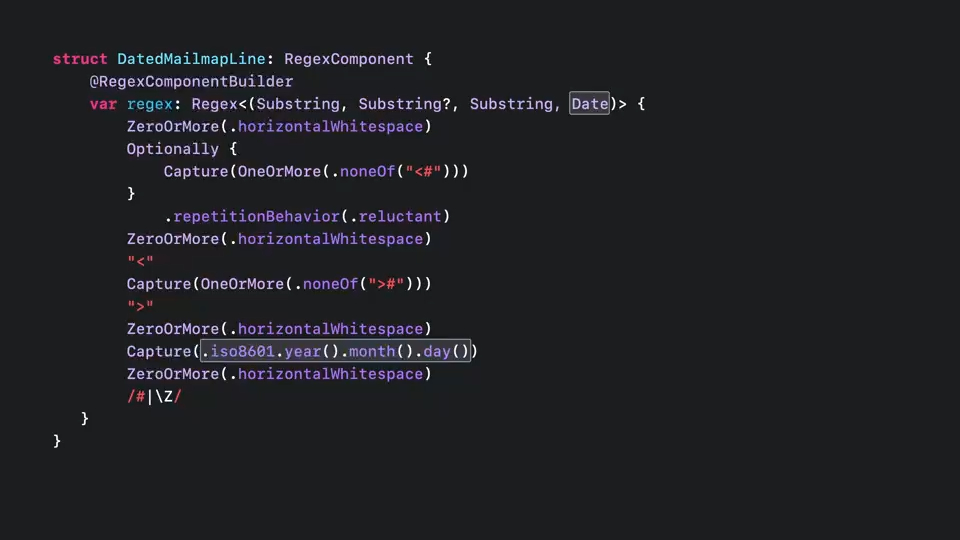 struct DatedMailmapLine: RegexComponent {
@RegexComponentBuilder
var regex: Regex<(Substring, Substring?, Substring, Date)> {
ZeroOrMore(.horizontalWhitespace)
Optionally {
Capture(OneOrMore(.noneOf("<#")))
}
.repetitionBehavior(.reluctant)
ZeroOrMore(.horizontalWhitespace)
"<"
Capture(OneOrMore(.noneOf(">#")))
">"
ZeroOrMore(.horizontalWhitespace)
Capture(.iso8601.year().month().day())
ZeroOrMore(.horizontalWhitespace)
/#|\Z/
}
}